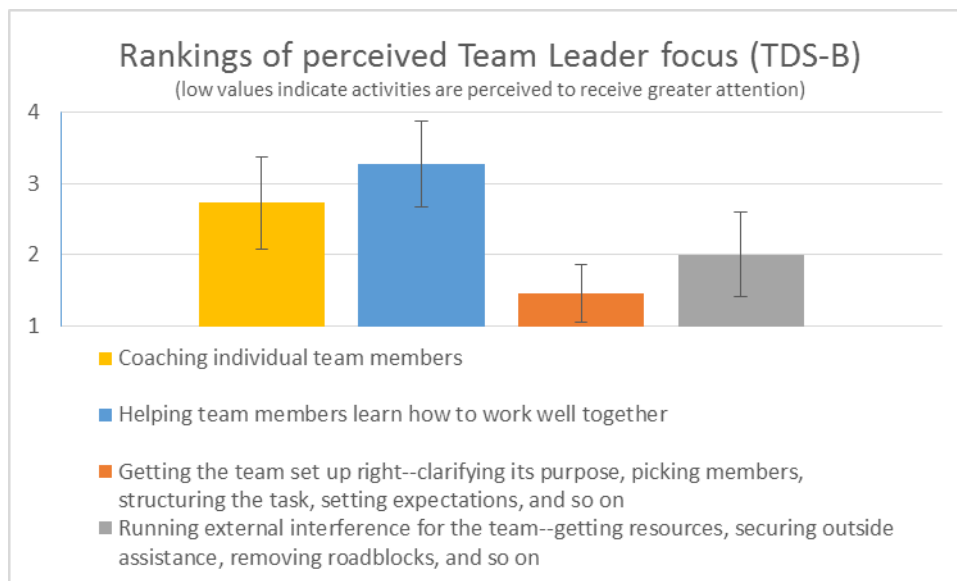 Rankings of perceived Team Leader focus (TDS-B)
(low values indicate activities are perceived to receive greater attention)
4
3
2
1
Coaching individual team members
Helping team members learn how to work well together
Getting the team set up right--clarifying its purpose, picking members,
structuring the task, setting expectations, and so on
Running external interference for the team--getting resources, securing outside
assistance, removing roadblocks, and so on